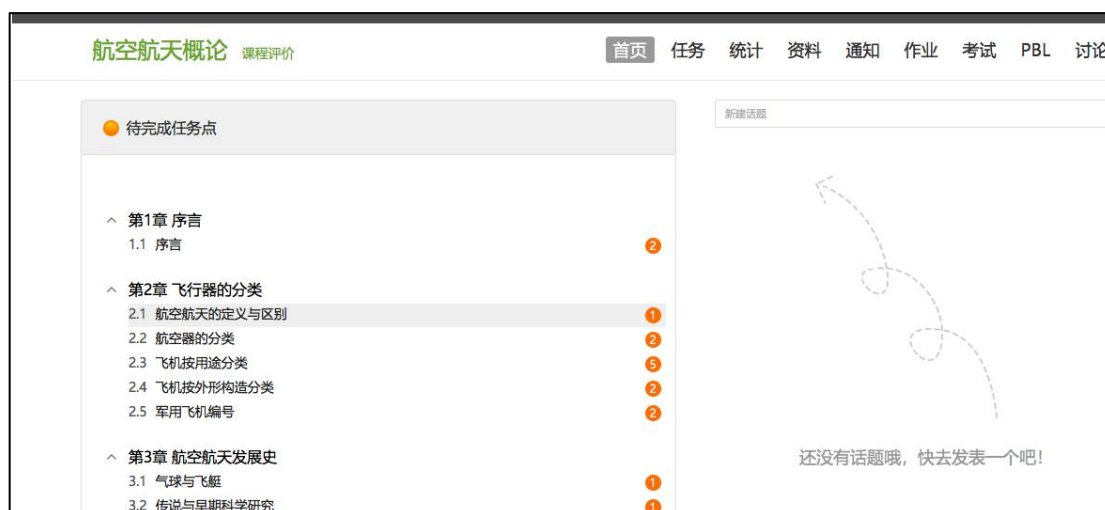 航空航天概论 课程评价
首页 任务 统计 资料 通知 作业 考试 PBL 讨论
待完成任务点
新建话题
第1章 序言
1.1 序言 2
第2章 飞行器的分类
2.1 航空航天的定义与区别 1
2.2 航空器的分类 2
2.3 飞机按用途分类 5
2.4 飞机按外形构造分类 2
2.5 军用飞机编号 2
第3章 航空航天发展史
还没有话题哦，快去发表一个吧！
3.1 气球与飞艇 1
3.2 传说与早期科学研究 1